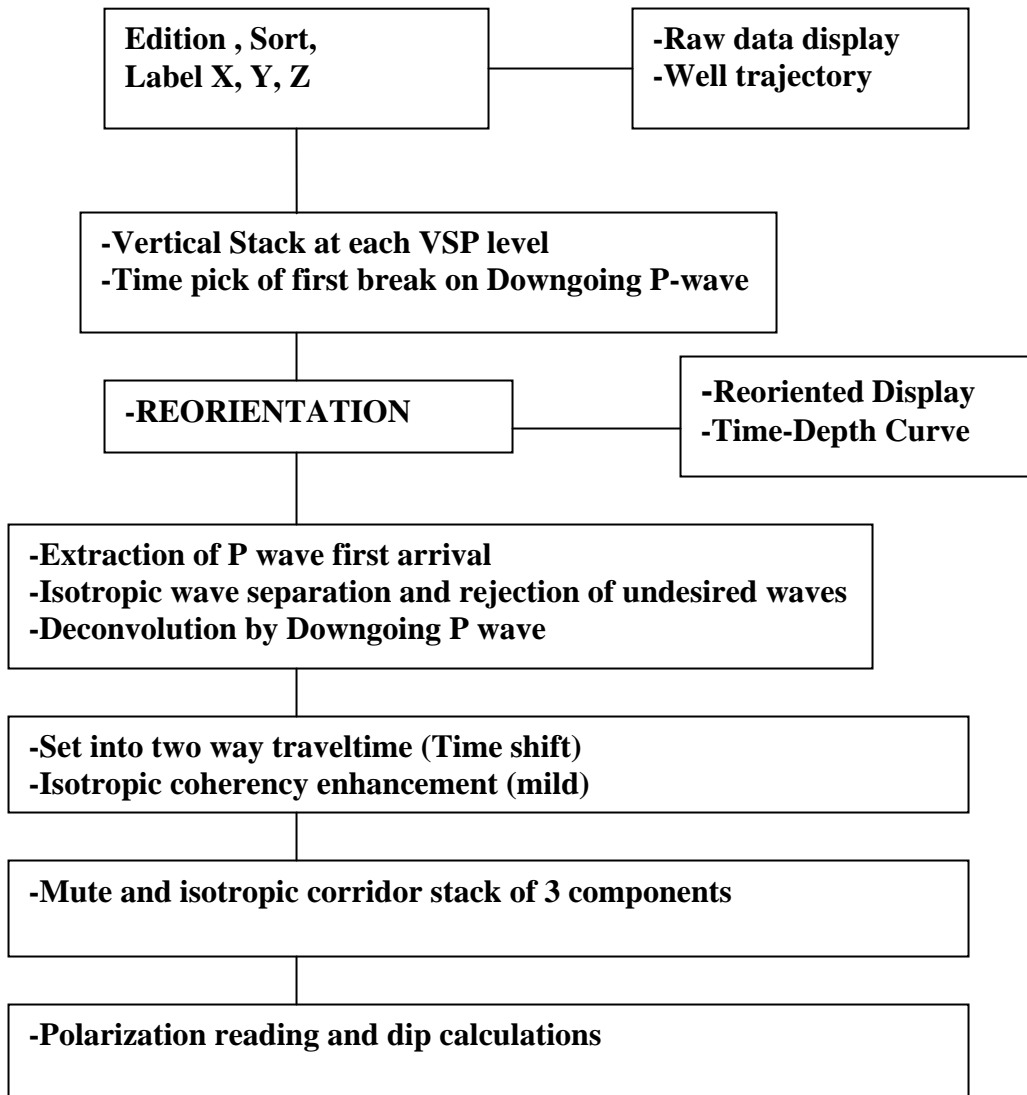 Edition , Sort,
Label X, Y, Z
-Raw data display
-Well trajectory
-Vertical Stack at each VSP level
-Time pick of first break on Downgoing P-wave
-REORIENTATION
-Reoriented Display
-Time-Depth Curve
-Extraction of P wave first arrival
-Isotropic wave separation and rejection of undesired waves
-Deconvolution by Downgoing P wave
-Set into two way traveltime (Time shift)
-Isotropic coherency enhancement (mild)
-Mute and isotropic corridor stack of 3 components
-Polarization reading and dip calculations